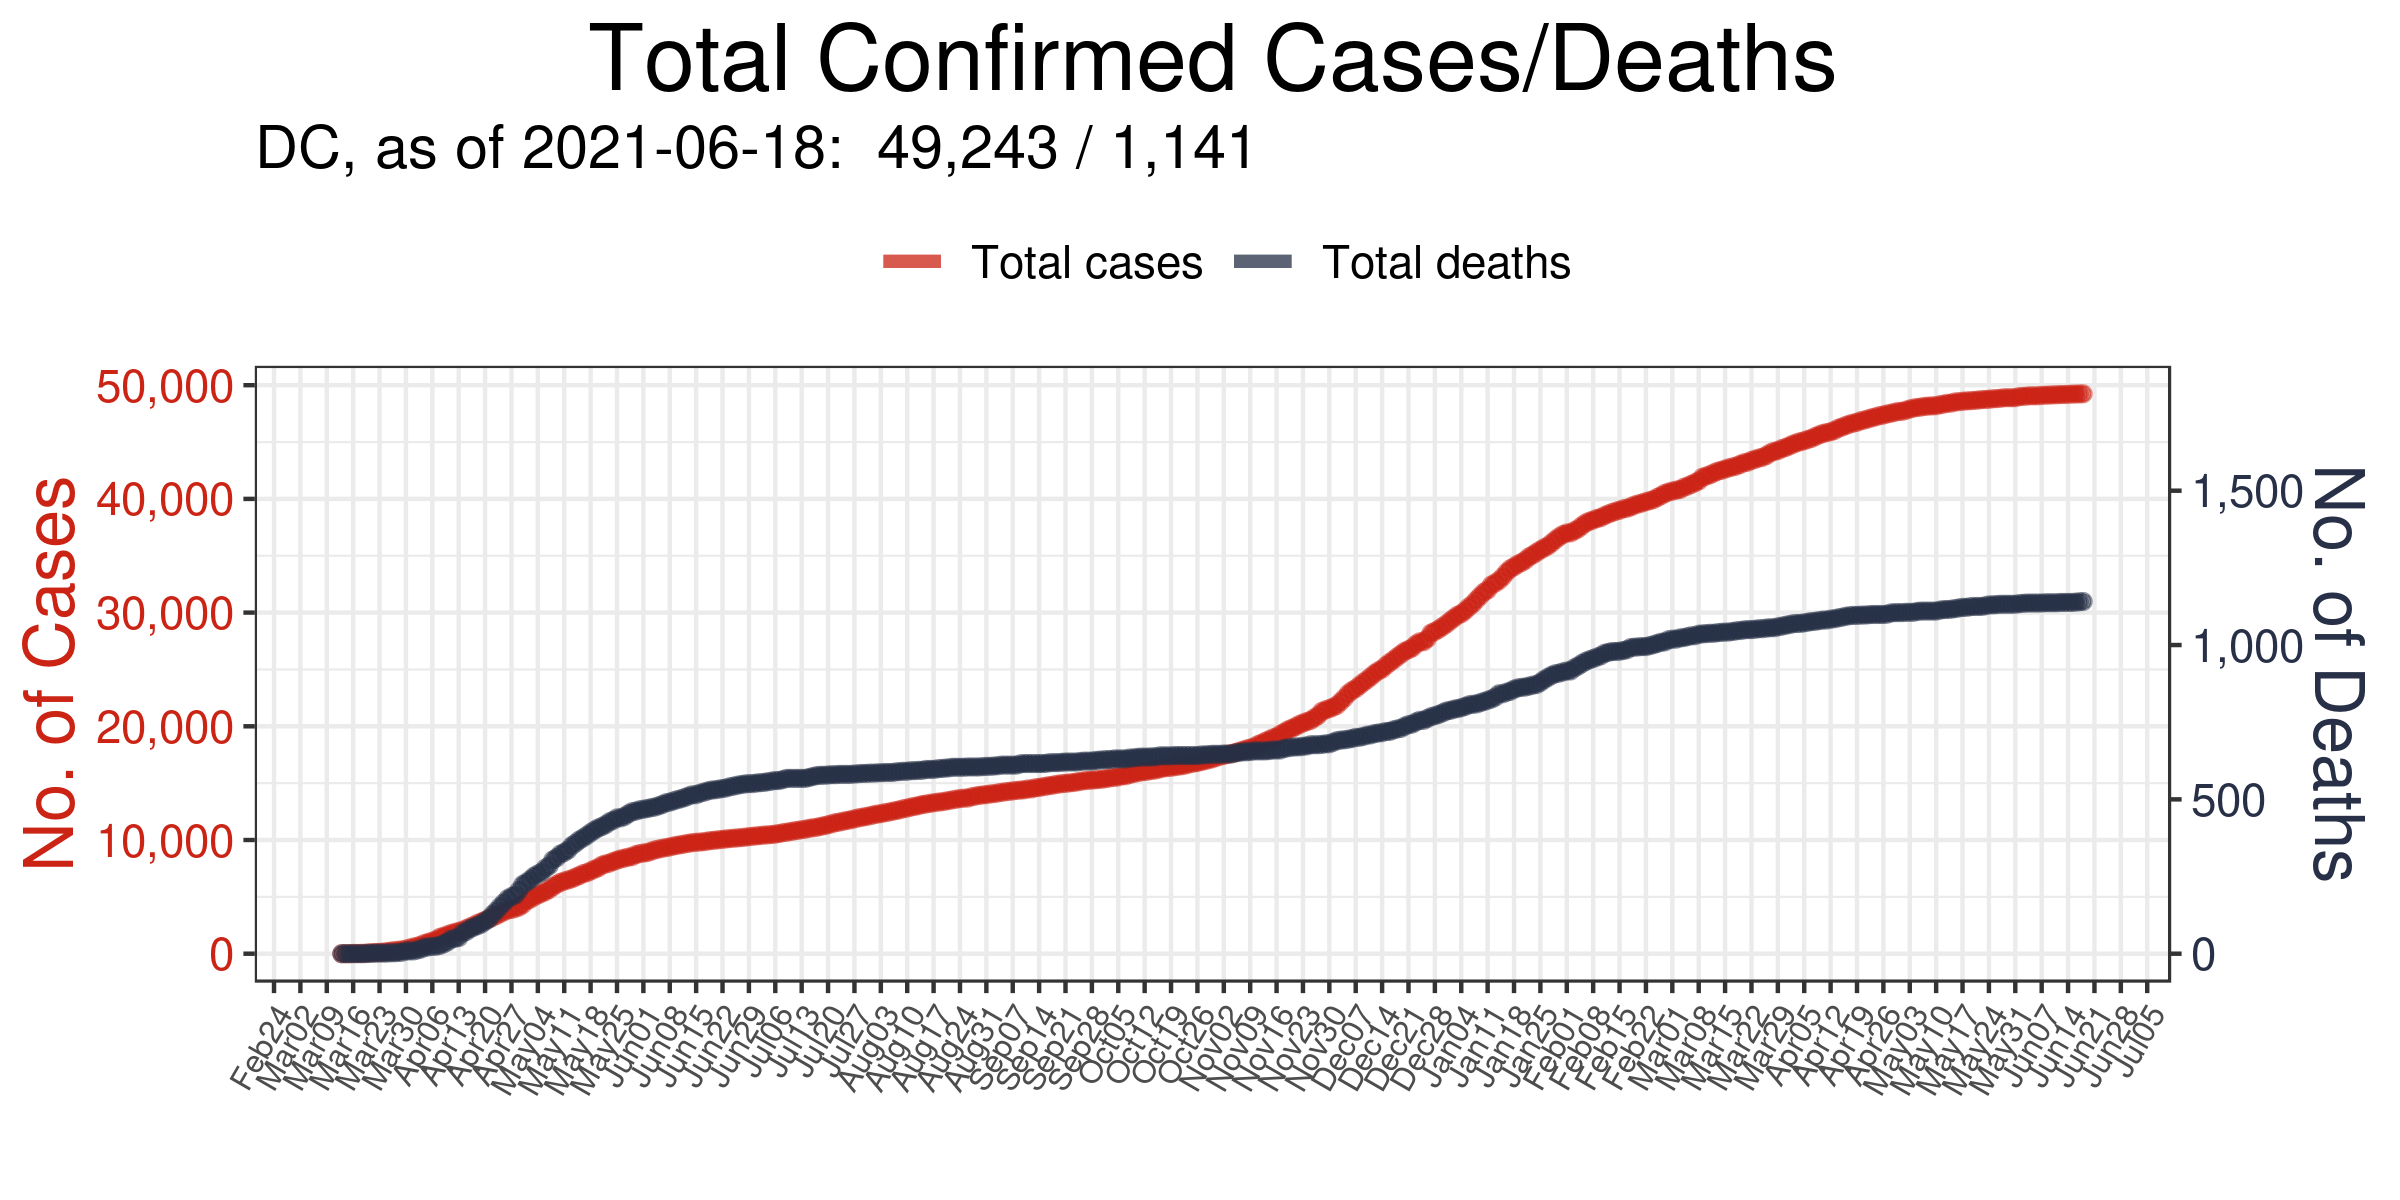 Total Confirmed Cases/Deaths
DC, as of 2021-06-18:  49,243 / 1,141
Total cases
Total deaths
No. of Cases
50,000
40,000
30,000
20,000
10,000
0
1,500
1,000
500
0
No. of Deaths
Feb24
Mar02
Mar09
Mar16
Mar23
Mar30
Apr06
Apr13
Apr20
Apr27
May04
May11
May18
May25
Jun01
Jun08
Jun15
Jun22
Jun29
Jul06
Jul13
Jul20
Jul27
Aug03
Aug10
Aug17
Aug24
Aug31
Sep07
Sep14
Sep21
Sep28
Oct05
Oct12
Oct19
Oct26
Nov02
Nov09
Nov16
Nov23
Nov30
Dec07
Dec14
Dec21
Dec28
Jan04
Jan11
Jan18
Jan25
Feb01
Feb08
Feb15
Feb22
Mar01
Mar08
Mar15
Mar22
Mar29
Apr05
Apr12
Apr19
Apr26
May03
May10
May17
May24
May31
Jun07
Jun14
Jun21
Jun28
Jul05